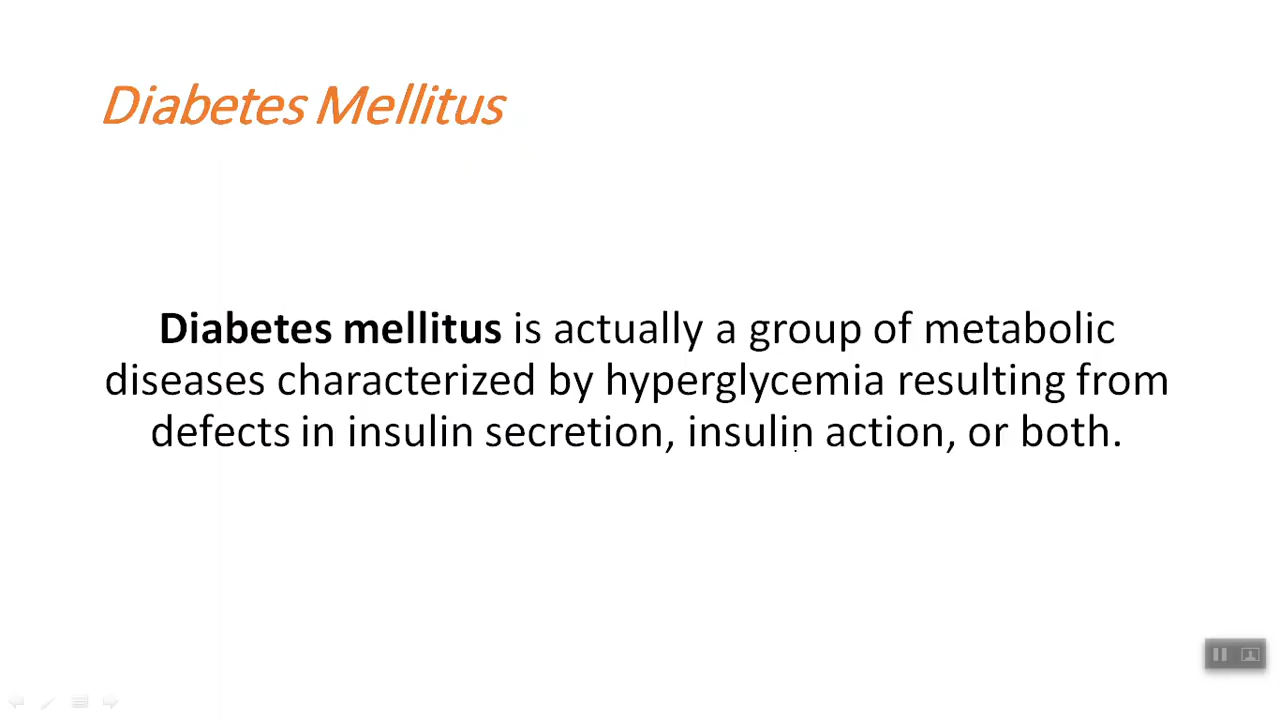 Diabetes Mellitus
Diabetes mellitus is actually a group of metabolic
diseases characterized by hyperglycemia resulting from
defects in insulin secretion, insulin action, or both.